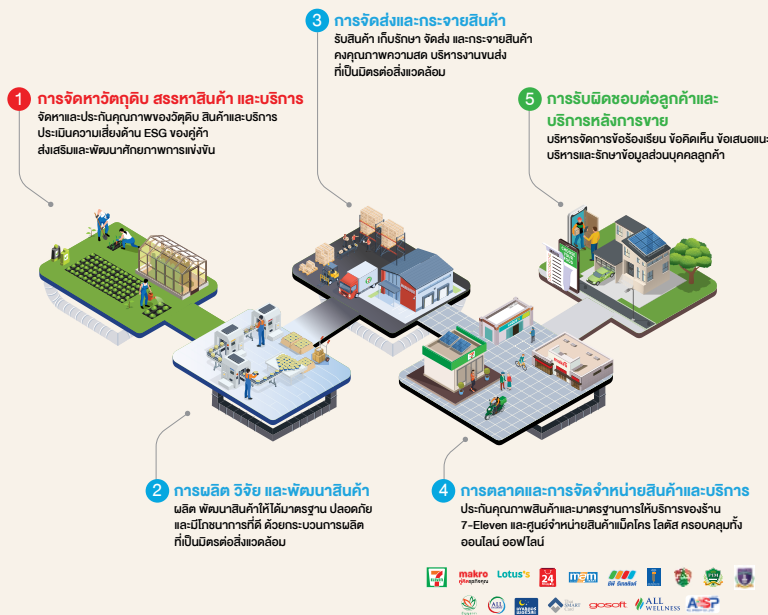 3 การจัดส่งและกระจายสินค้า
รับสินค้า เก็บรักษา จัดส่ง และกระจายสินค้า
คงคุณภาพความสด บริหารงานขนส่ง
ที่เป็นมิตรต่อสิ่งแวดล้อม
1 การจัดหาวัตถุดิบ สรรหาสินค้า และบริการ
จัดหาและประกันคุณภาพของวัตถุดิบ สินค้าและบริการ
ประเมินความเสี่ยงด้าน ESG ของคู่ค้า
ส่งเสริมและพัฒนาศักยภาพการแข่งขัน
5 การรับผิดชอบต่อลูกค้าและ
บริการหลังการขาย
บริหารจัดการข้อร้องเรียน ข้อคิดเห็น ข้อเสนอแนะ
บริหารและรักษาข้อมูลส่วนบุคคลลูกค้า
2 การผลิต วิจัย และพัฒนาสินค้า
ผลิต พัฒนาสินค้าให้ได้มาตรฐาน ปลอดภัย
และมีโภชนาการที่ดี ด้วยกระบวนการผลิต
ที่เป็นมิตรต่อสิ่งแวดล้อม
4 การตลาดและการจัดจำหน่ายสินค้าและบริการ
ประกันคุณภาพสินค้าและมาตรฐานการให้บริการของร้าน
7-Eleven และศูนย์จำหน่ายสินค้าแม็คโคร โลตัส ครอบคลุมทั้ง
ออนไลน์ ออฟไลน์
makro Lotus's 24
gosoft ALL WELLNESS